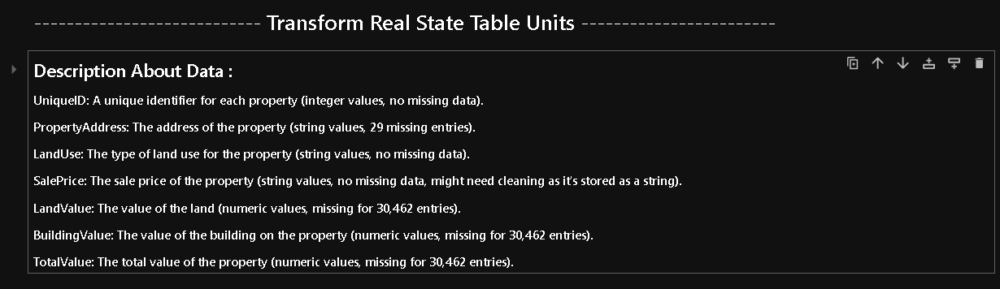 ---------------------------- Transform Real State Table Units ------------------------
Description About Data :
UniqueID: A unique identifier for each property (integer values, no missing data).
PropertyAddress: The address of the property (string values, 29 missing entries).
LandUse: The type of land use for the property (string values, no missing data).
SalePrice: The sale price of the property (string values, no missing data, might need cleaning as it's stored as a string).
LandValue: The value of the land (numeric values, missing for 30,462 entries).
BuildingValue: The value of the building on the property (numeric values, missing for 30,462 entries).
TotalValue: The total value of the property (numeric values, missing for 30,462 entries).